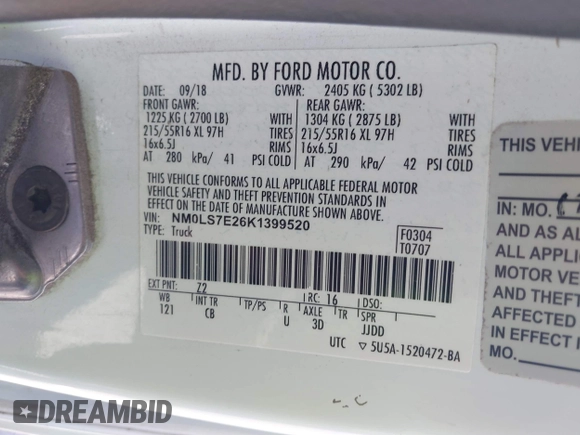 MFD. BY FORD MOTOR CO.
DATE: 09/18 GVWR: 2405 KG ( 5302 LB)
FRONT GAWR: REAR GAWR:
1225 KG ( 2700 LB) WITH 1304 KG ( 2875 LB) WITH
215/55R16 XL 97H TIRES 215/55R16 XL 97H TIRES
16x6.5J RIMS 16x6.5J RIMS
AT 280 kPa/ 41 PSI COLD AT 290 kPa/ 42 PSI COLD
THIS VEHICLE CONFORMS TO ALL APPLICABLE FEDERAL MOTOR
VEHICLE SAFETY AND THEFT PREVENTION STANDARDS IN
EFFECT ON THE DATE OF MANUFACTURE SHOWN ABOVE.
VIN: NM0LS7E26K1399520
TYPE: Truck
F0304
T0707
EXT PNT: Z2 RC: 16 DSO:
WB INT TR TP/PS R AXLE TR SPR
121 CB U 3D JJDD
UTC ▽ 5U5A-1520472-BA
THIS VEHI
IN: MO.
AND AS AL
ALL APPLIC
MOTOR VEH
AND THEFT
IN EFFECT I
MO.
DREAMBID